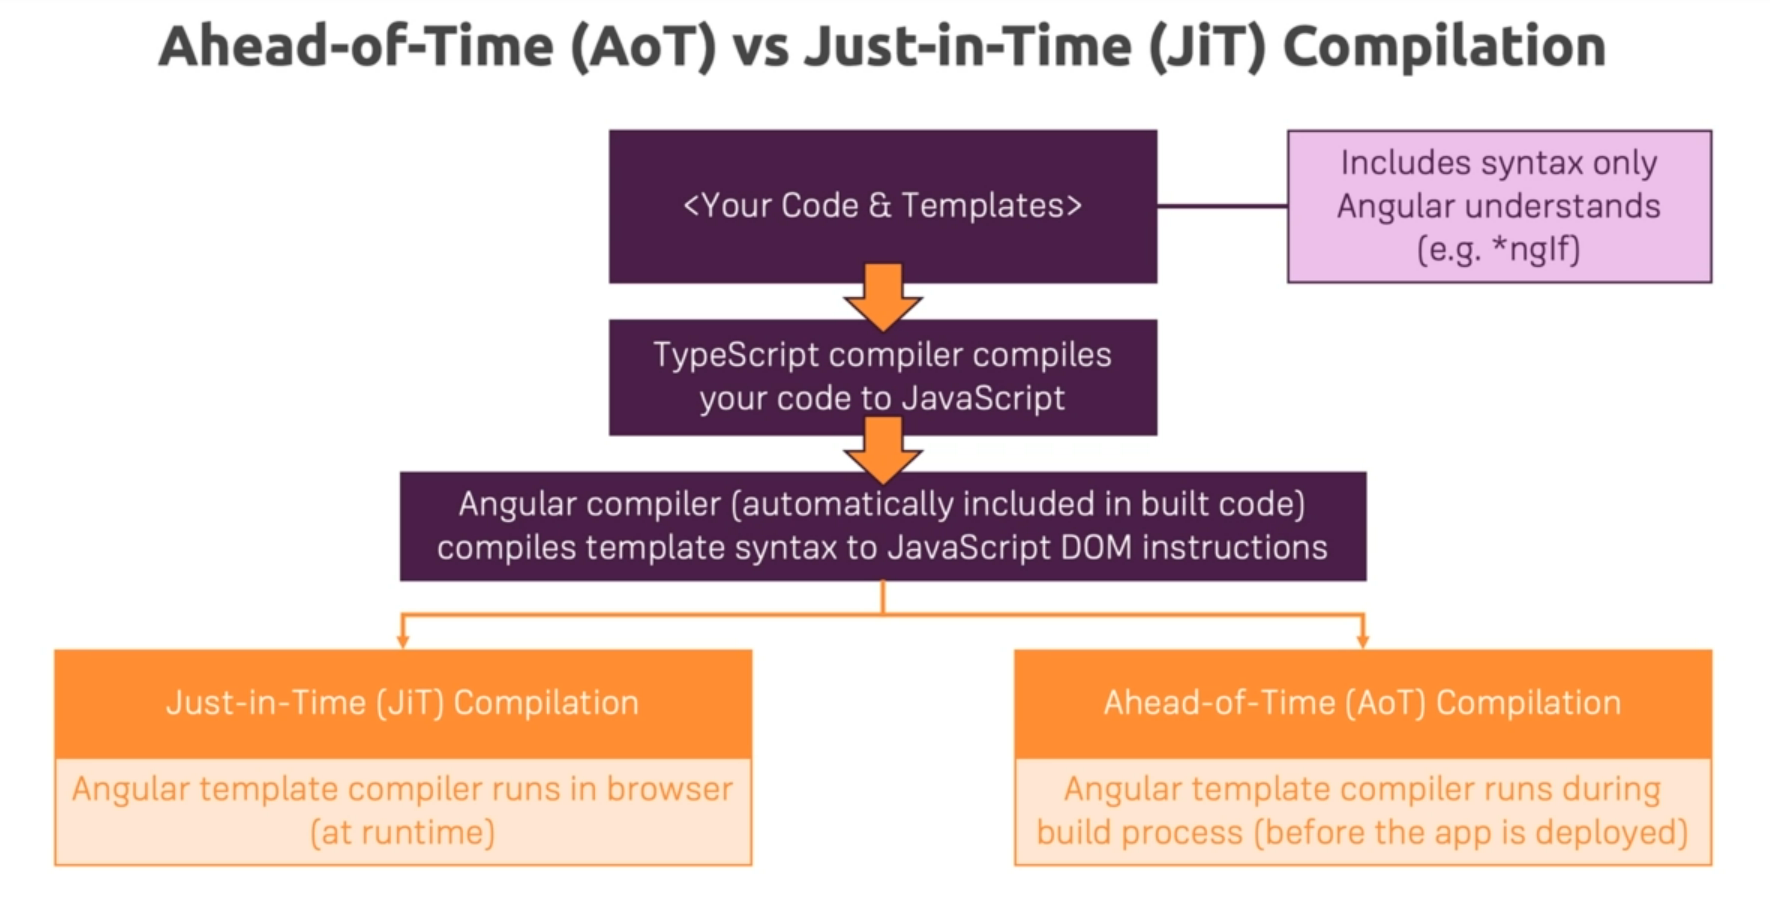 Ahead-of-Time (AoT) vs Just-in-Time (JiT) Compilation
<Your Code & Templates>
Includes syntax only
Angular understands
(e.g. *ngIf)
TypeScript compiler compiles
your code to JavaScript
Angular compiler (automatically included in built code)
compiles template syntax to JavaScript DOM instructions
Just-in-Time (JiT) Compilation
Angular template compiler runs in browser
(at runtime)
Ahead-of-Time (AoT) Compilation
Angular template compiler runs during
build process (before the app is deployed)